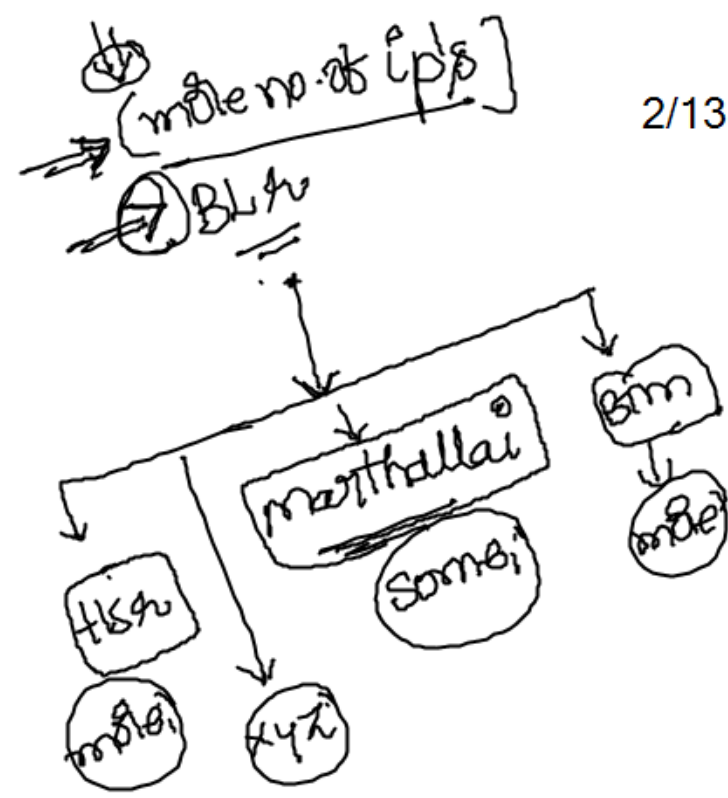 (more no. of ip's]
2/13
BLR
Marthallai
BTM
more
Some
HSR
more
xyz